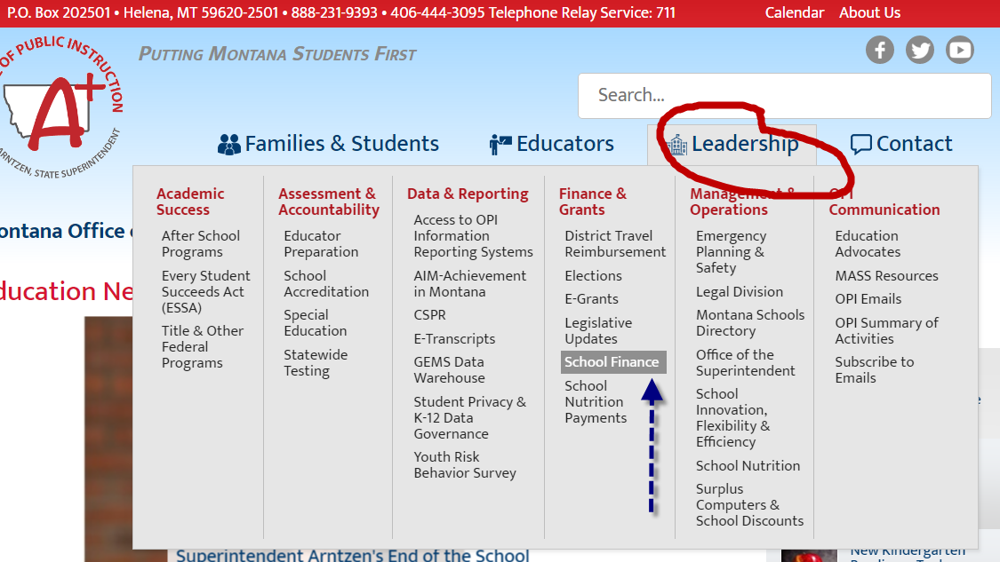 P.O. Box 202501 • Helena, MT 59620-2501 • 888-231-9393 • 406-444-3095 Telephone Relay Service: 711
Calendar About Us
OF PUBLIC INSTRUCTION
A+
ARNTZEN, STATE SUPERINTENDENT
Putting Montana Students First
Search...
Families & Students
Educators
Leadership
Contact
ontana Office
ducation Ne
Academic
Success
After School
Programs
Every Student
Succeeds Act
(ESSA)
Title & Other
Federal
Programs
Assessment &
Accountability
Educator
Preparation
School
Accreditation
Special
Education
Statewide
Testing
Data & Reporting
Access to OPI
Information
Reporting Systems
AIM-Achievement
in Montana
CSPR
E-Transcripts
GEMS Data
Warehouse
Student Privacy &
K-12 Data
Governance
Youth Risk
Behavior Survey
Finance &
Grants
District Travel
Reimbursement
Elections
E-Grants
Legislative
Updates
School Finance
School
Nutrition
Payments
Management &
Operations
Emergency
Planning &
Safety
Legal Division
Montana Schools
Directory
Office of the
Superintendent
School
Innovation,
Flexibility &
Efficiency
School Nutrition
Surplus
Computers &
School Discounts
OPI
Communication
Education
Advocates
MASS Resources
OPI Emails
OPI Summary of
Activities
Subscribe to
Emails
Superintendent Arntzen's End of the School
New Kindergarten